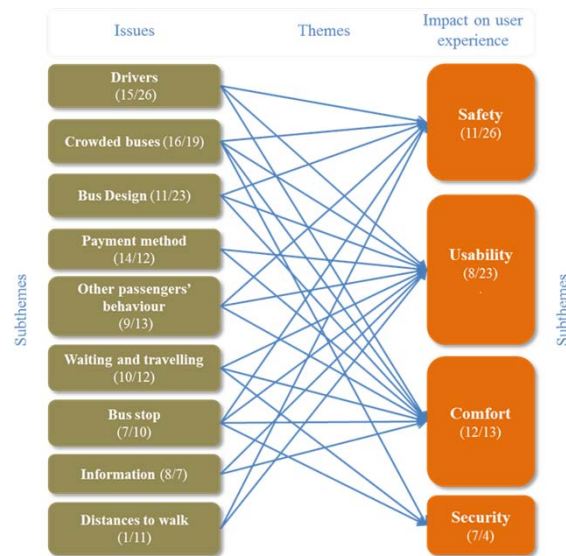 Issues
Themes
Impact on user
experience
Drivers
(15/26)
Crowded buses (16/19)
Bus Design (11/23)
Payment method
(14/12)
Other passengers'
behaviour
(9/13)
Waiting and travelling
(10/12)
Bus stop
(7/10)
Information (8/7)
Distances to walk
(1/11)
Safety
(11/26)
Usability
(8/23)
.
Comfort
(12/13)
Security
(7/4)
Subthemes
Subthemes